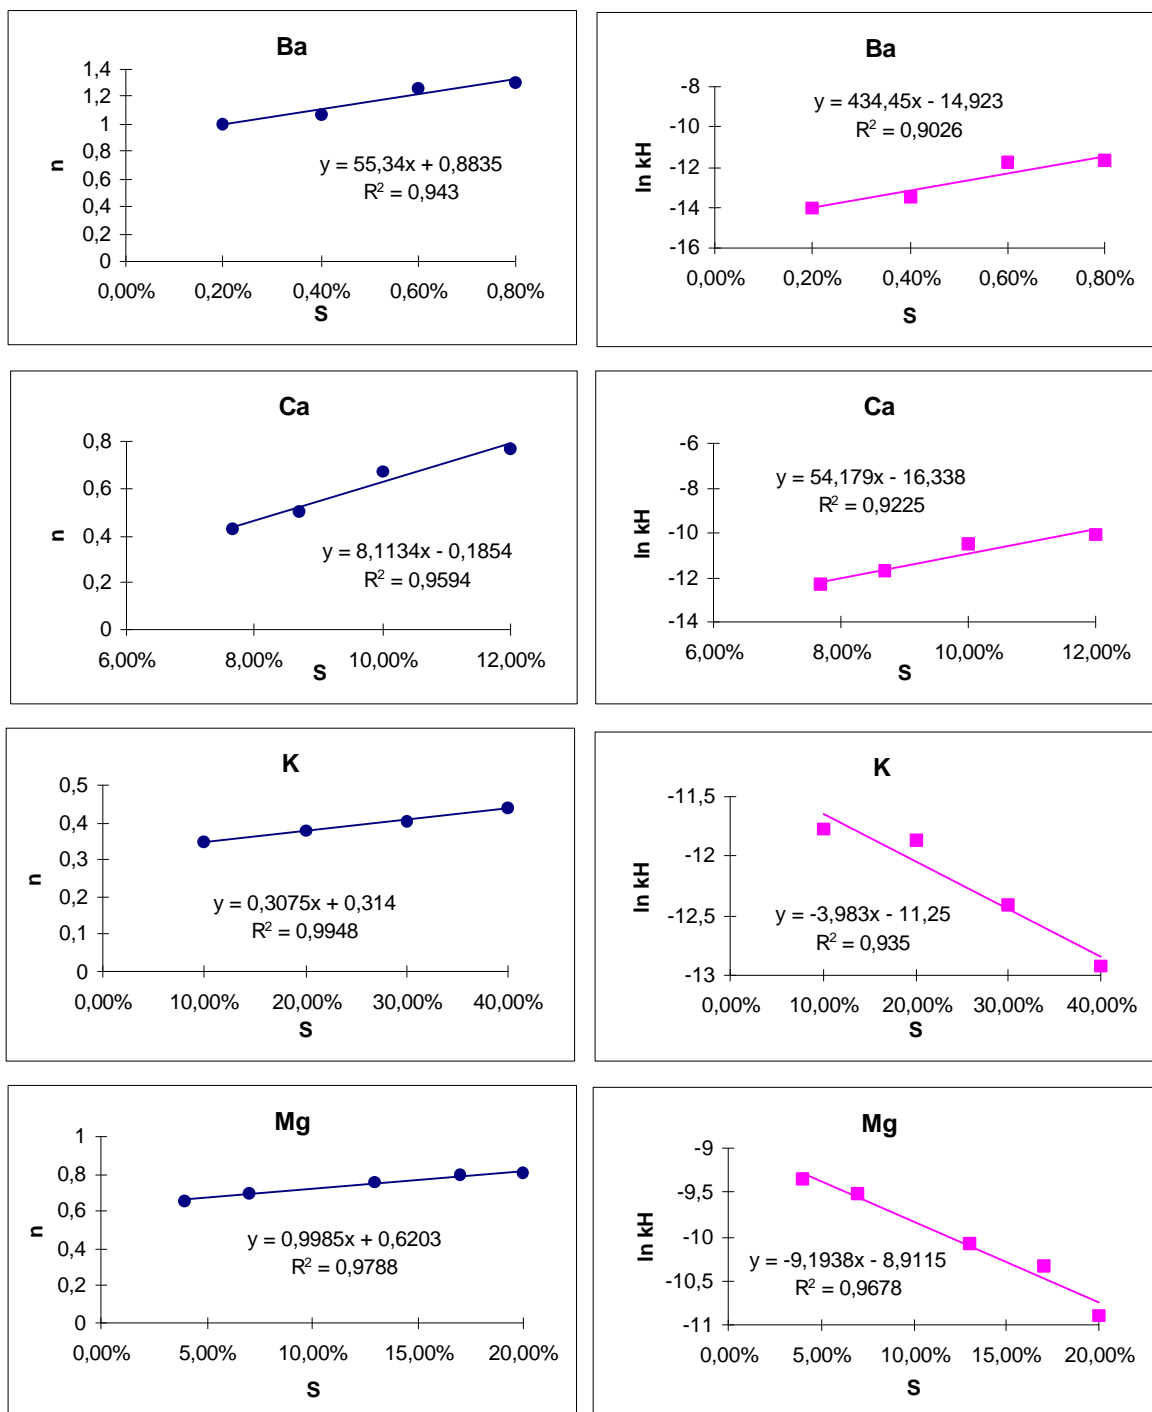 Ba
1,4
1,2
1
0,8
0,6
0,4
0,2
0
n
y = 55,34x + 0,8835
R² = 0,943
0,00% 0,20% 0,40% 0,60% 0,80%
S
Ba
-8
-10
-12
-14
-16
ln kH
y = 434,45x - 14,923
R² = 0,9026
0,00% 0,20% 0,40% 0,60% 0,80%
S
Ca
0,8
0,6
0,4
0,2
0
n
y = 8,1134x - 0,1854
R² = 0,9594
6,00% 8,00% 10,00% 12,00%
S
Ca
-6
-8
-10
-12
-14
ln kH
y = 54,179x - 16,338
R² = 0,9225
6,00% 8,00% 10,00% 12,00%
S
K
0,5
0,4
0,3
0,2
0,1
0
n
y = 0,3075x + 0,314
R² = 0,9948
0,00% 10,00% 20,00% 30,00% 40,00%
S
K
-11,5
-12
-12,5
-13
ln kH
y = -3,983x - 11,25
R² = 0,935
0,00% 10,00% 20,00% 30,00% 40,00%
S
Mg
1
0,8
0,6
0,4
0,2
0
n
y = 0,9985x + 0,6203
R² = 0,9788
0,00% 5,00% 10,00% 15,00% 20,00%
S
Mg
-9
-9,5
-10
-10,5
-11
ln kH
y = -9,1938x - 8,9115
R² = 0,9678
0,00% 5,00% 10,00% 15,00% 20,00%
S